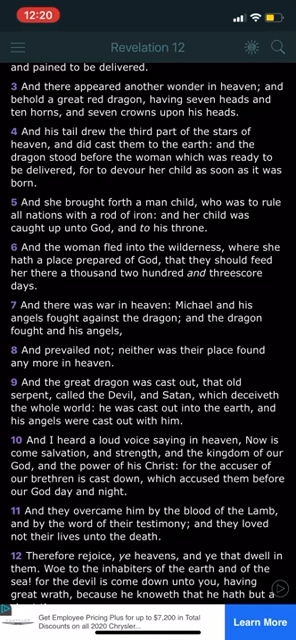 12:20
Revelation 12
and pained to be delivered.
3 And there appeared another wonder in heaven; and
behold a great red dragon, having seven heads and
ten horns, and seven crowns upon his heads.
4 And his tail drew the third part of the stars of
heaven, and did cast them to the earth: and the
dragon stood before the woman which was ready to
be delivered, for to devour her child as soon as it was
born.
5 And she brought forth a man child, who was to rule
all nations with a rod of iron: and her child was
caught up unto God, and to his throne.
6 And the woman fled into the wilderness, where she
hath a place prepared of God, that they should feed
her there a thousand two hundred and threescore
days.
7 And there was war in heaven: Michael and his
angels fought against the dragon; and the dragon
fought and his angels,
8 And prevailed not; neither was their place found
any more in heaven.
9 And the great dragon was cast out, that old
serpent, called the Devil, and Satan, which deceiveth
the whole world: he was cast out into the earth, and
his angels were cast out with him.
10 And I heard a loud voice saying in heaven, Now is
come salvation, and strength, and the kingdom of our
God, and the power of his Christ: for the accuser of
our brethren is cast down, which accused them before
our God day and night.
11 And they overcame him by the blood of the Lamb,
and by the word of their testimony; and they loved
not their lives unto the death.
12 Therefore rejoice, ye heavens, and ye that dwell in
them. Woe to the inhabiters of the earth and of the
sea! for the devil is come down unto you, having
great wrath, because he knoweth that he hath but a
Get Employee Pricing Plus for up to $7,200 in Total
Discounts on all 2020 Chrysler...
Learn More